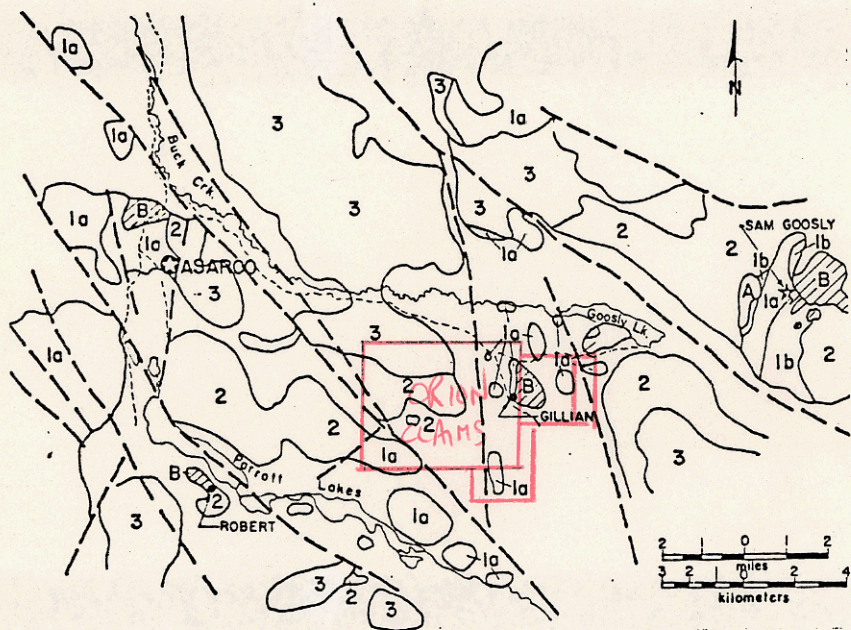 1a
3
1a
N
3
1a
Buck Crk
3
3
3
SAM GOOSLY
1a
B
2
1a
2
2
1b
1b
A
1a
B
1a
ASARCO
3
1a
Goosly Lk.
3
1a
1a
2
1b
2
2
ORION
CLAIMS
2
B
GILLIAN
2
2
1a
3
Parrott Lakes
B
2
ROBERT
1a
1a
3
1a
3
2
3
2 1 0 2
miles
3 2 1 0 2 4
kilometers